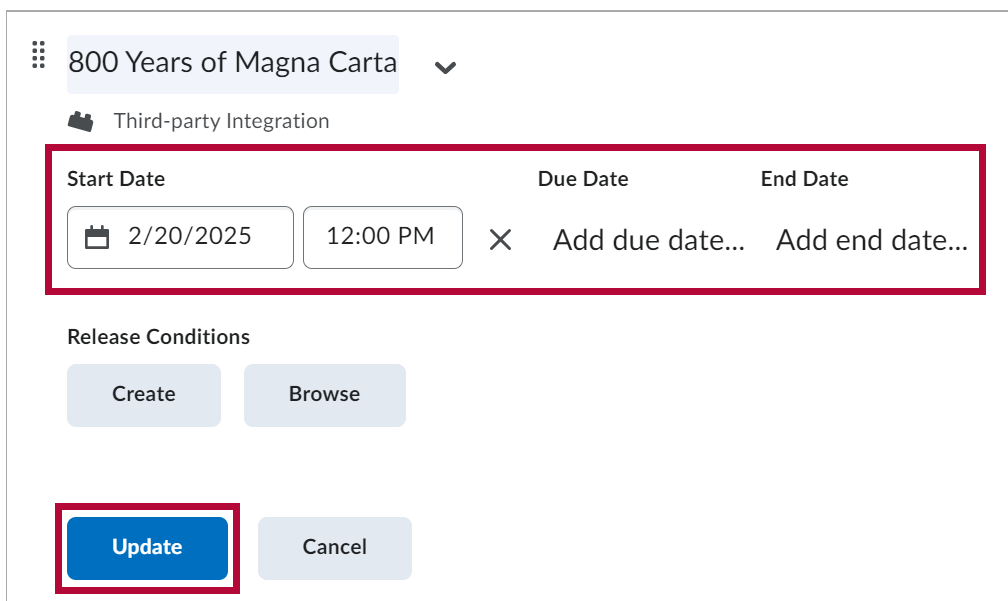 800 Years of Magna Carta
Third-party Integration
Start Date Due Date End Date
2/20/2025 12:00 PM Add due date... Add end date...
Release Conditions
Create Browse
Update Cancel